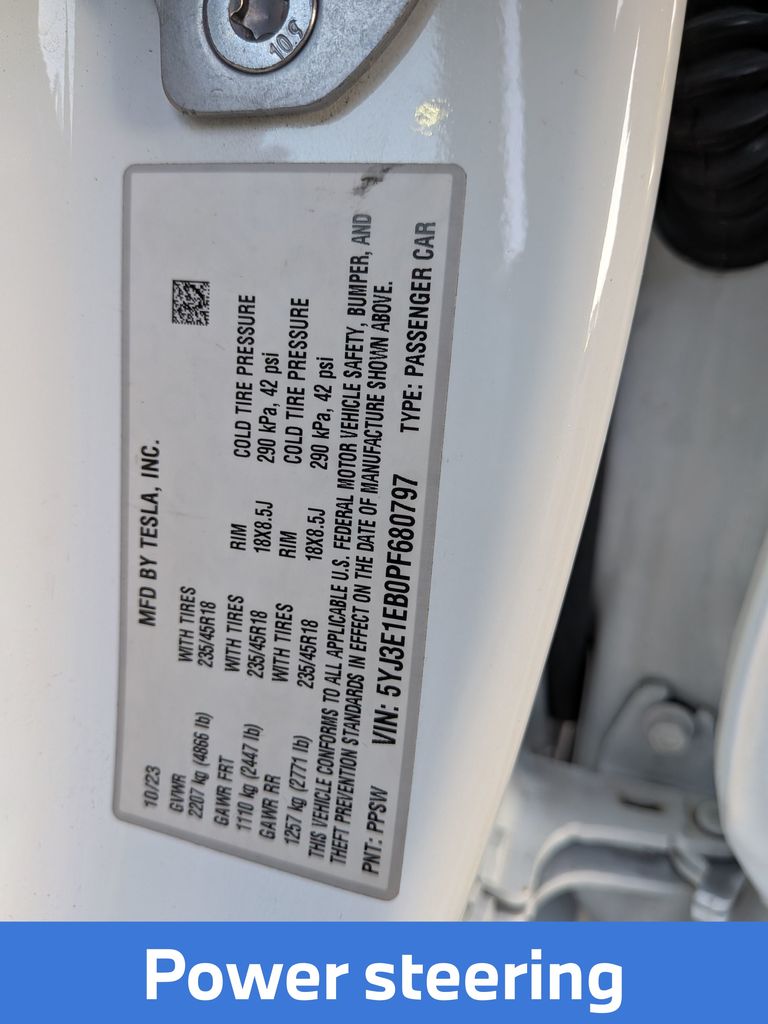 10.9
MFD BY TESLA, INC.
10/23
GVWR WITH TIRES
2207 kg (4866 lb) 235/45R18
GAWR FRT WITH TIRES RIM COLD TIRE PRESSURE
1110 kg (2447 lb) 235/45R18 18X8.5J 290 kPa, 42 psi
GAWR RR WITH TIRES RIM COLD TIRE PRESSURE
1257 kg (2771 lb) 235/45R18 18X8.5J 290 kPa, 42 psi
THIS VEHICLE CONFORMS TO ALL APPLICABLE U.S. FEDERAL MOTOR VEHICLE SAFETY, BUMPER, AND
THEFT PREVENTION STANDARDS IN EFFECT ON THE DATE OF MANUFACTURE SHOWN ABOVE.
PNT: PPSW VIN: 5YJ3E1EB0PF680797 TYPE: PASSENGER CAR
Power steering